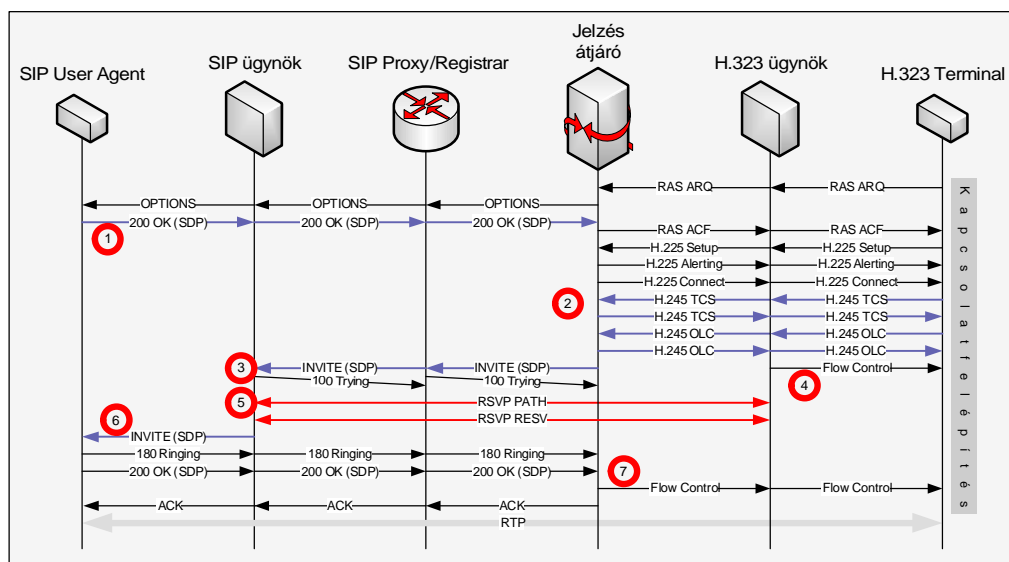 Jelzés
átjáró
SIP User Agent
SIP ügynök
SIP Proxy/Registrar
H.323 ügynök
H.323 Terminal
RAS ARQ RAS ARQ
OPTIONS OPTIONS OPTIONS
200 OK (SDP) 200 OK (SDP) 200 OK (SDP)
1
RAS ACF RAS ACF
H.225 Setup H.225 Setup
H.225 Alerting H.225 Alerting
H.225 Connect H.225 Connect
2
H.245 TCS H.245 TCS
H.245 TCS H.245 TCS
H.245 OLC H.245 OLC
H.245 OLC H.245 OLC
3
INVITE (SDP) INVITE (SDP)
Flow Control
100 Trying 100 Trying
4
5
RSVP PATH
RSVP RESV
6
INVITE (SDP)
180 Ringing 180 Ringing 180 Ringing
200 OK (SDP) 200 OK (SDP) 200 OK (SDP)
7
Flow Control Flow Control
ACK ACK ACK
RTP
Kapcsolatfelépítés